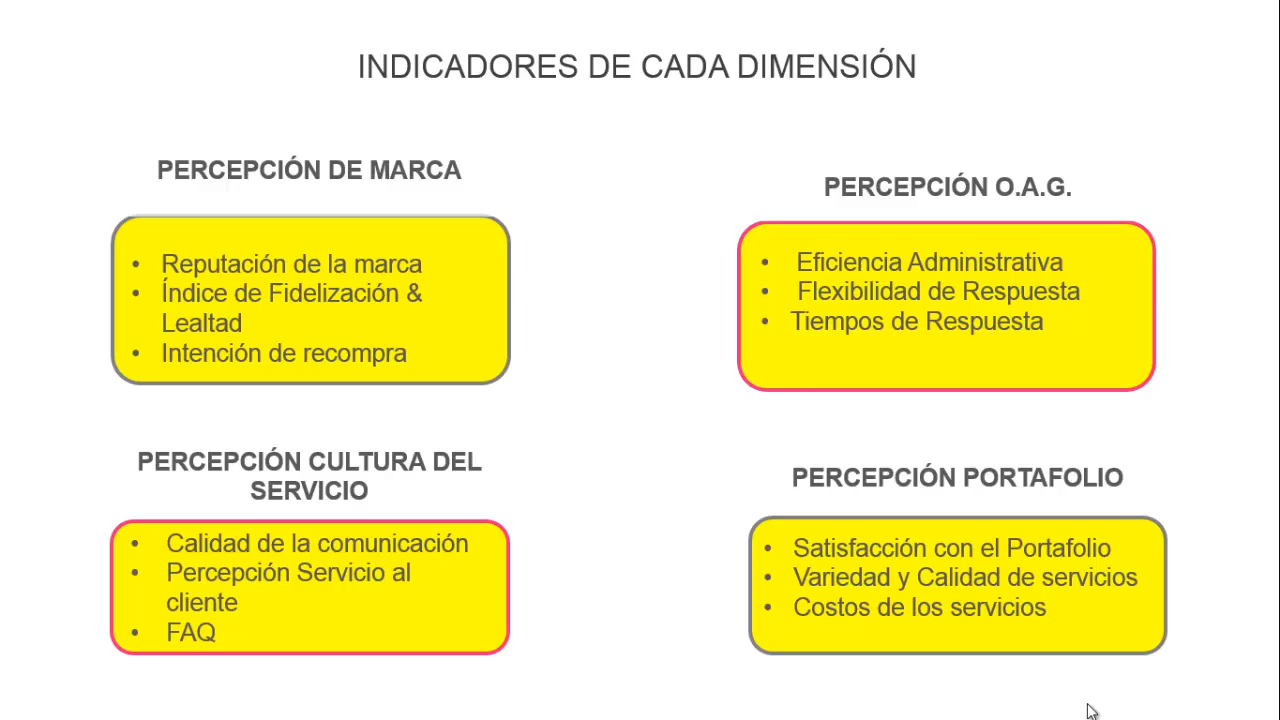 INDICADORES DE CADA DIMENSIÓN
PERCEPCIÓN DE MARCA
• Reputación de la marca
• Índice de Fidelización &
Lealtad
• Intención de recompra
PERCEPCIÓN O.A.G.
• Eficiencia Administrativa
• Flexibilidad de Respuesta
• Tiempos de Respuesta
PERCEPCIÓN CULTURA DEL
SERVICIO
• Calidad de la comunicación
• Percepción Servicio al
cliente
• FAQ
PERCEPCIÓN PORTAFOLIO
• Satisfacción con el Portafolio
• Variedad y Calidad de servicios
• Costos de los servicios